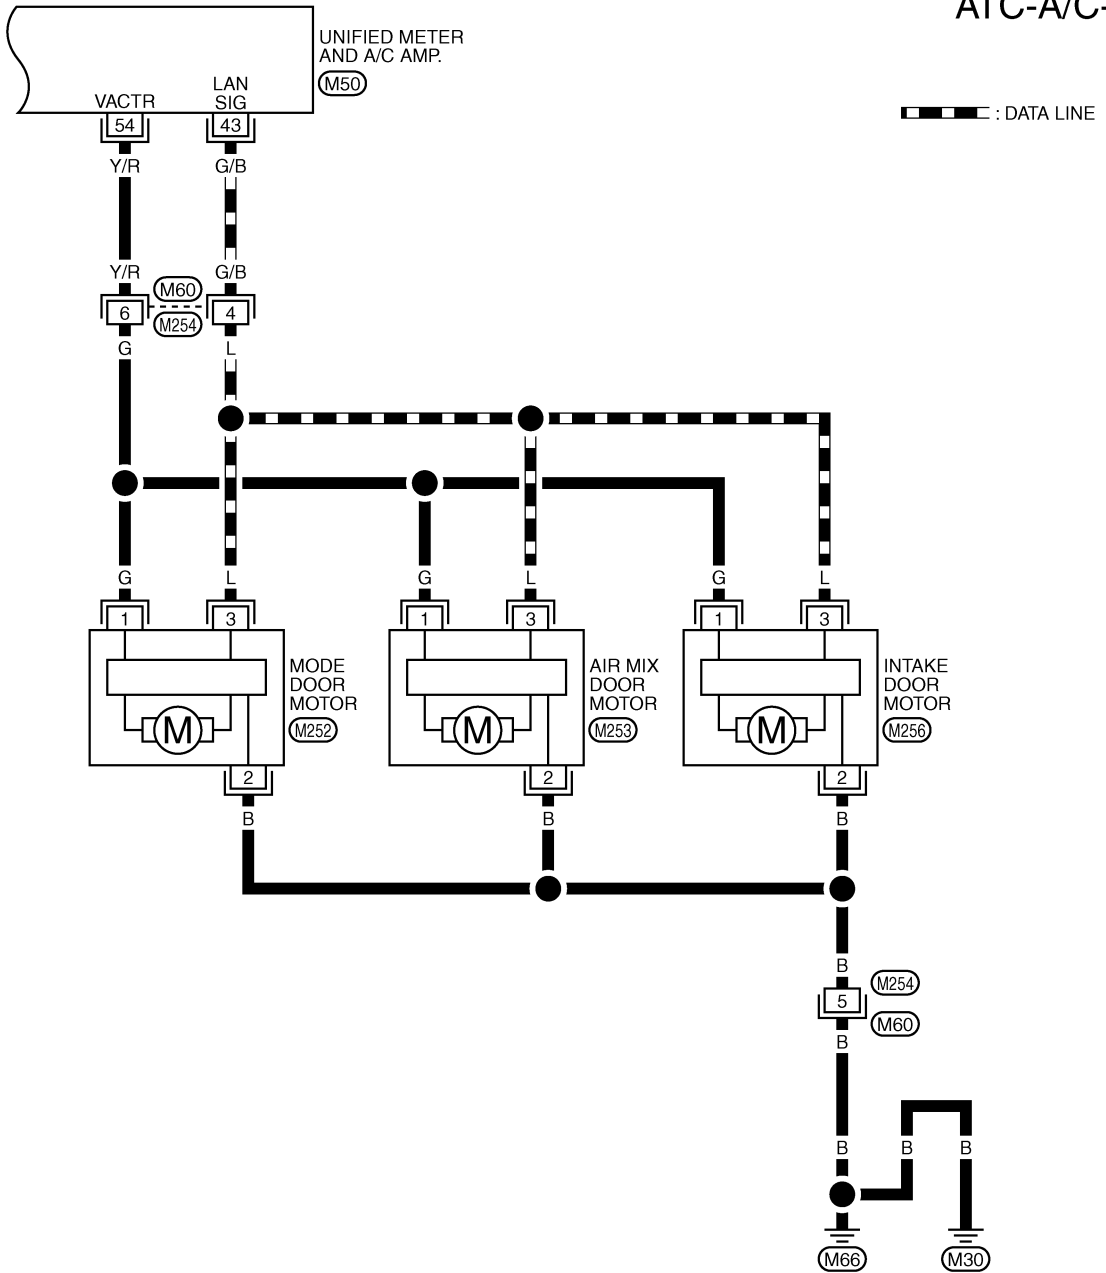 ATC-A/C-
UNIFIED METER
AND A/C AMP.
M50
VACTR
LAN
SIG
54
43
: DATA LINE
Y/R
G/B
Y/R
G/B
M60
6
4
M254
G
L
G
L
G
L
G
L
1
3
1
3
1
3
MODE
DOOR
MOTOR
M252
M
AIR MIX
DOOR
MOTOR
M253
M
INTAKE
DOOR
MOTOR
M256
M
2
2
2
B
B
B
B
M254
5
M60
B
B
B
B
M66
M30